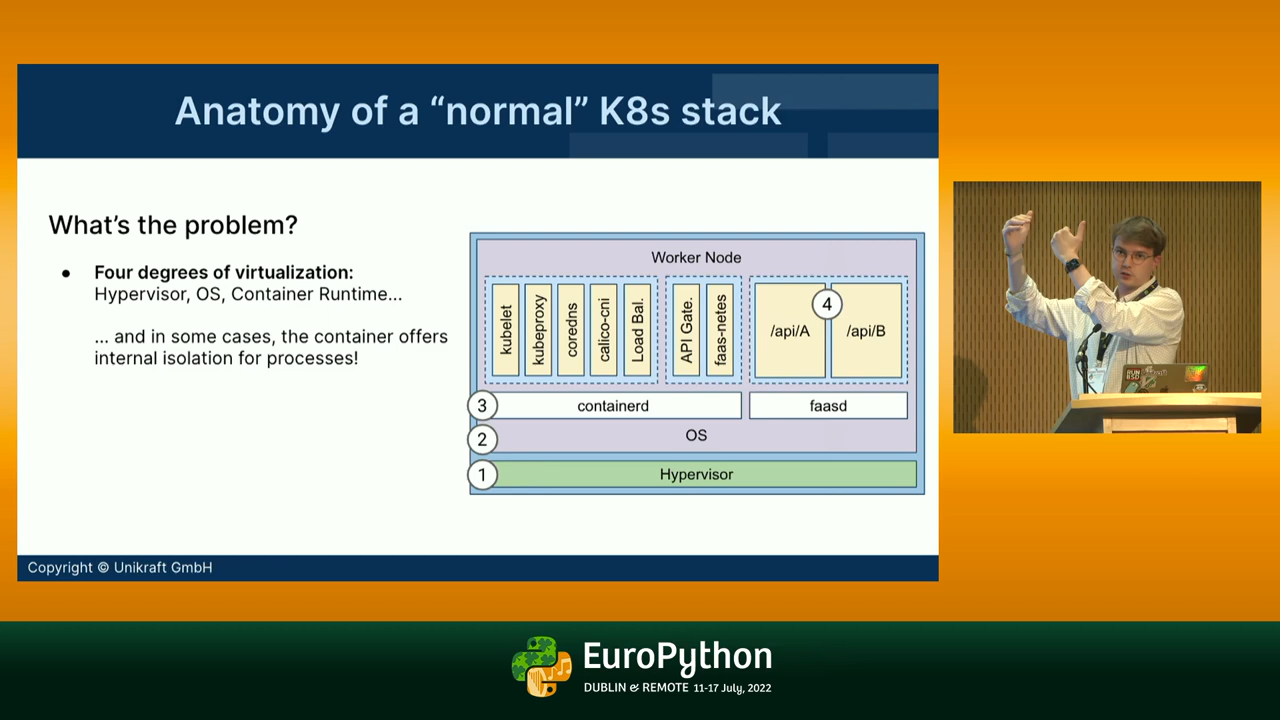 Anatomy of a “normal” K8s stack
What’s the problem?
● Four degrees of virtualization:
Hypervisor, OS, Container Runtime...
... and in some cases, the container offers
internal isolation for processes!
Worker Node
kubelet
kubeproxy
coredns
calico-cni
Load Bal.
API Gate.
faas-netes
/api/A
4
/api/B
3
containerd
faasd
2
OS
1
Hypervisor
Copyright © Unikraft GmbH
EuroPython
DUBLIN & REMOTE 11-17 July, 2022